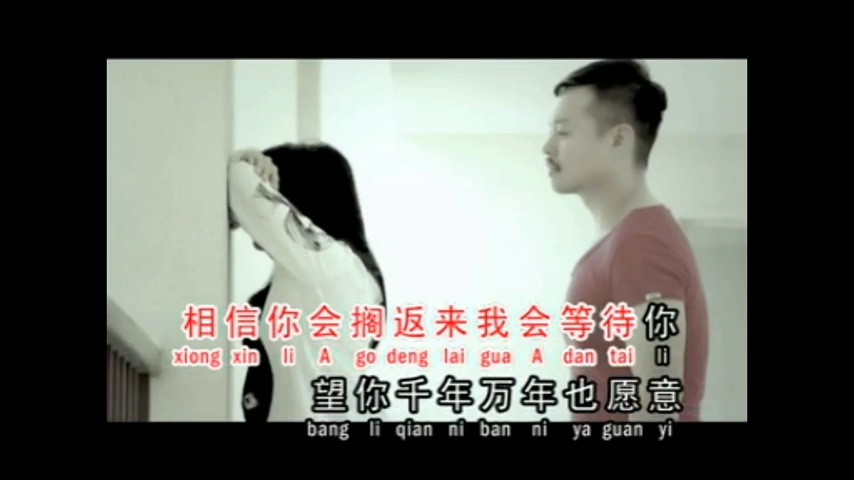 相信你会搁返来我会等待你
xiong xin li A go deng lai gua A dan tai li
望你千年万年也愿意
bang li qian ni ban ni ya guan yi